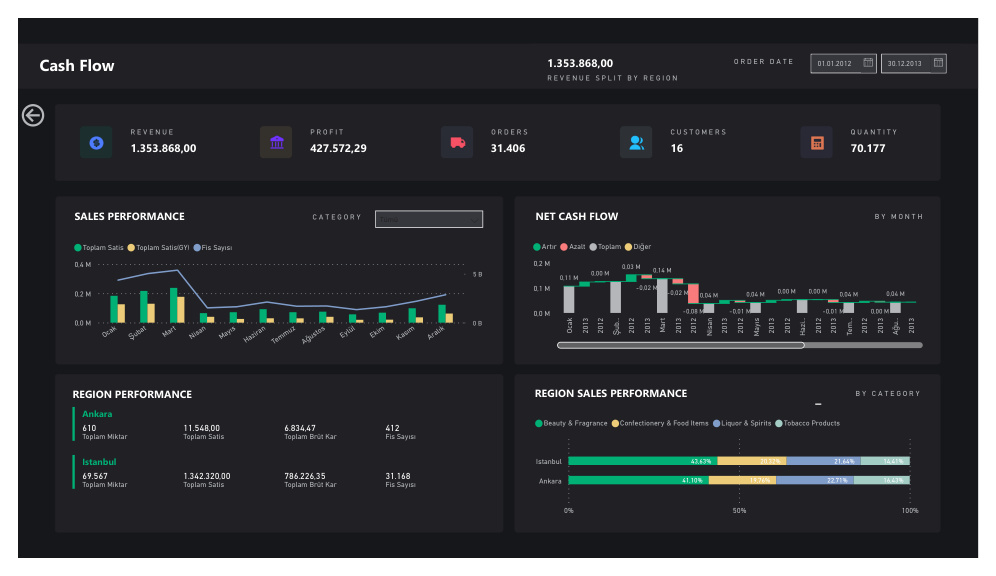 Cash Flow
1.353.868,00
REVENUE SPLIT BY REGION
ORDER DATE
01.01.2012
30.12.2013
REVENUE
1.353.868,00
PROFIT
427.572,29
ORDERS
31.406
CUSTOMERS
16
QUANTITY
70.177
SALES PERFORMANCE
CATEGORY
Tümü
Toplam Satis Toplam Satis(GY) Fis Sayısı
0,4 M
0,2 M
0,0 M
5 B
0 B
Ocak Şubat Mart Nisan Mayıs Haziran Temmuz Ağustos Eylül Ekim Kasım Aralık
NET CASH FLOW
BY MONTH
Artır Azalt Toplam Diğer
0,2 M
0,1 M
0,0 M
0,11 M 0,00 M 0,03 M -0,02 M 0,14 M -0,02 M -0,08 M 0,04 M -0,01 M 0,04 M 0,00 M 0,00 M -0,01 M 0,04 M 0,00 M 0,04 M
Ocak 2013 2012 Şub... 2012 2013 Mart 2013 2012 Nisan 2012 2013 Mayıs 2012 2013 Hazi... 2012 2013 Tem... 2012 2013 Ağu... 2013
REGION PERFORMANCE
Ankara
610 11.548,00 6.834,47 412
Toplam Miktar Toplam Satis Toplam Brüt Kar Fis Sayısı
Istanbul
69.567 1.342.320,00 786.226,35 31.168
Toplam Miktar Toplam Satis Toplam Brüt Kar Fis Sayısı
REGION SALES PERFORMANCE
BY CATEGORY
Beauty & Fragrance Confectionery & Food Items Liquor & Spirits Tobacco Products
Istanbul 43,63% 20,12% 21,64% 14,61%
Ankara 41,10% 19,76% 22,71% 16,43%
0% 50% 100%